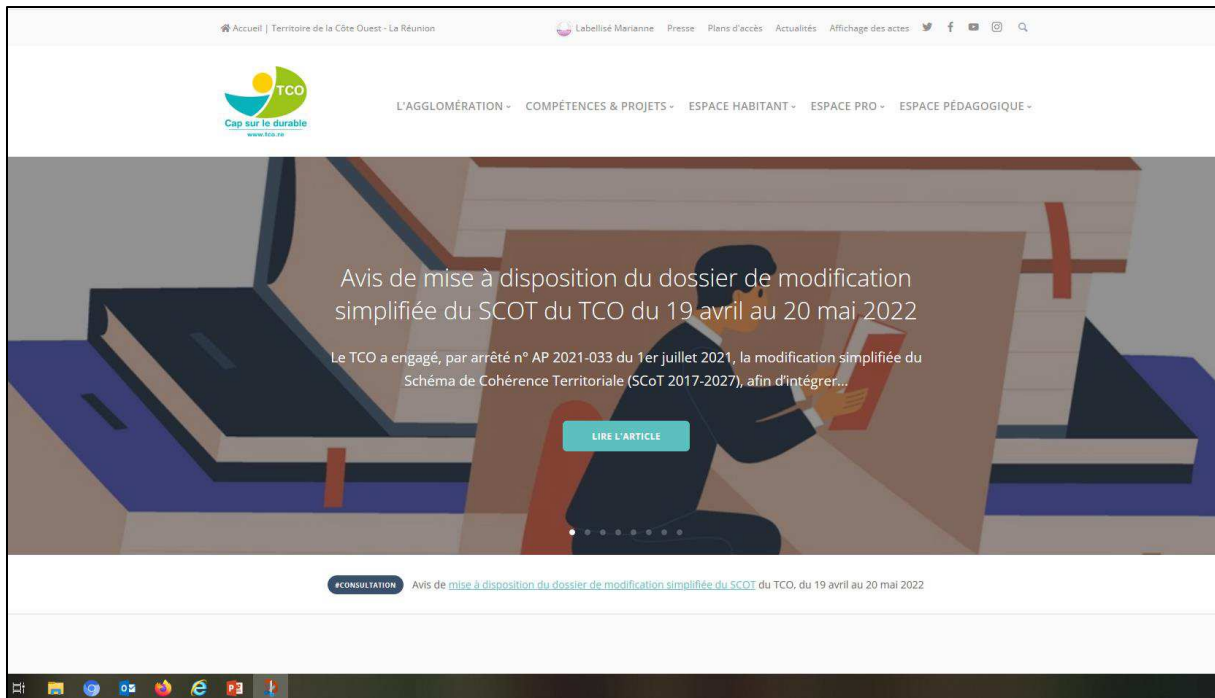 Accueil | Territoire de la Côte Ouest - La Réunion
Labellisé Marianne Presse Plans d'accès Actualités Affichage des actes
TCO
Cap sur le durable
www.tco.re
L'AGGLOMÉRATION COMPÉTENCES & PROJETS ESPACE HABITANT ESPACE PRO ESPACE PÉDAGOGIQUE
Avis de mise à disposition du dossier de modification
simplifiée du SCOT du TCO du 19 avril au 20 mai 2022
Le TCO a engagé, par arrêté n° AP 2021-033 du 1er juillet 2021, la modification simplifiée du
Schéma de Cohérence Territoriale (SCoT 2017-2027), afin d'intégrer...
LIRE L'ARTICLE
#CONSULTATION Avis de mise à disposition du dossier de modification simplifiée du SCOT du TCO, du 19 avril au 20 mai 2022